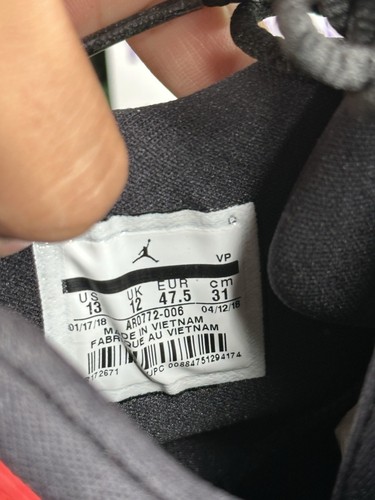 VP
US UK EUR cm
13 12 47.5 31
01/17/18 AR0772-006 04/12/18
MADE IN VIETNAM
FABRIQUE AU VIETNAM
UPC 00884751294174